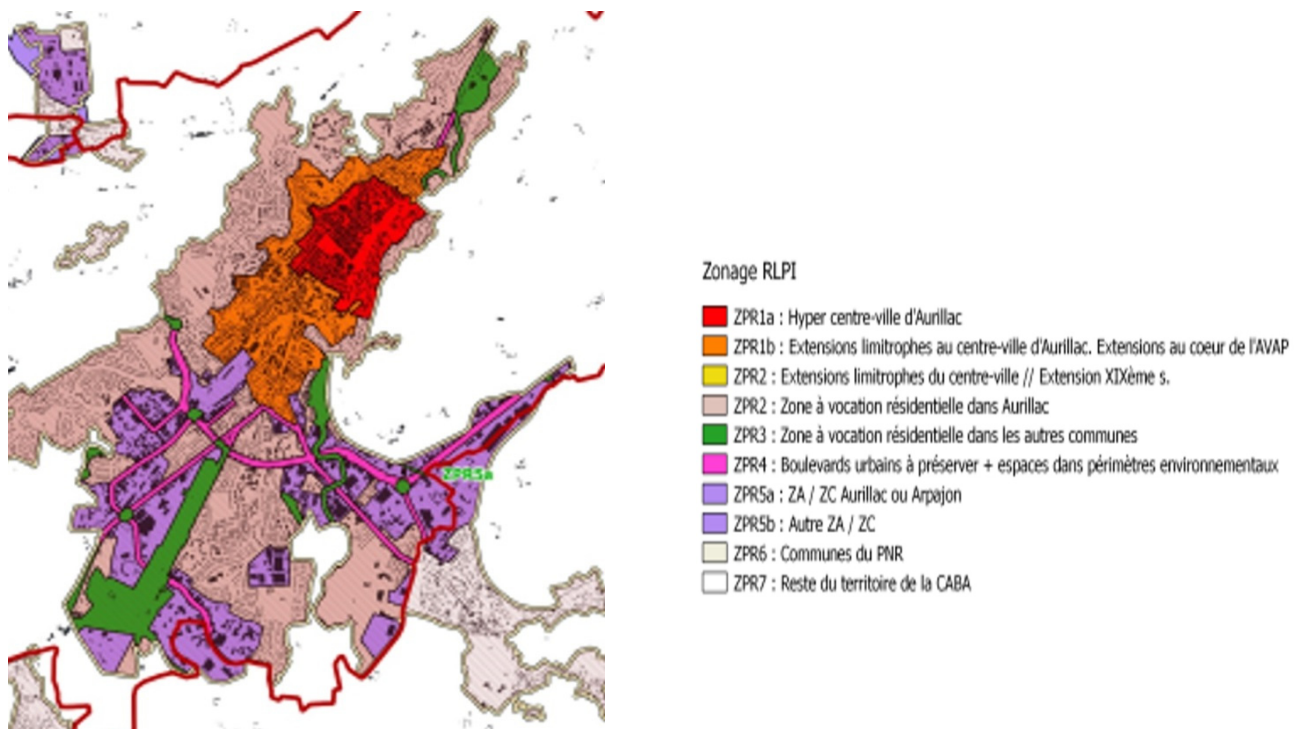 ZPR5a
Zonage RLPI
ZPR1a : Hyper centre-ville d'Aurillac
ZPR1b : Extensions limitrophes au centre-ville d'Aurillac. Extensions au coeur de l'AVAP
ZPR2 : Extensions limitrophes du centre-ville // Extension XIXème s.
ZPR2 : Zone à vocation résidentielle dans Aurillac
ZPR3 : Zone à vocation résidentielle dans les autres communes
ZPR4 : Boulevards urbains à préserver + espaces dans périmètres environnementaux
ZPR5a : ZA / ZC Aurillac ou Arpajon
ZPR5b : Autre ZA / ZC
ZPR6 : Communes du PNR
ZPR7 : Reste du territoire de la CABA